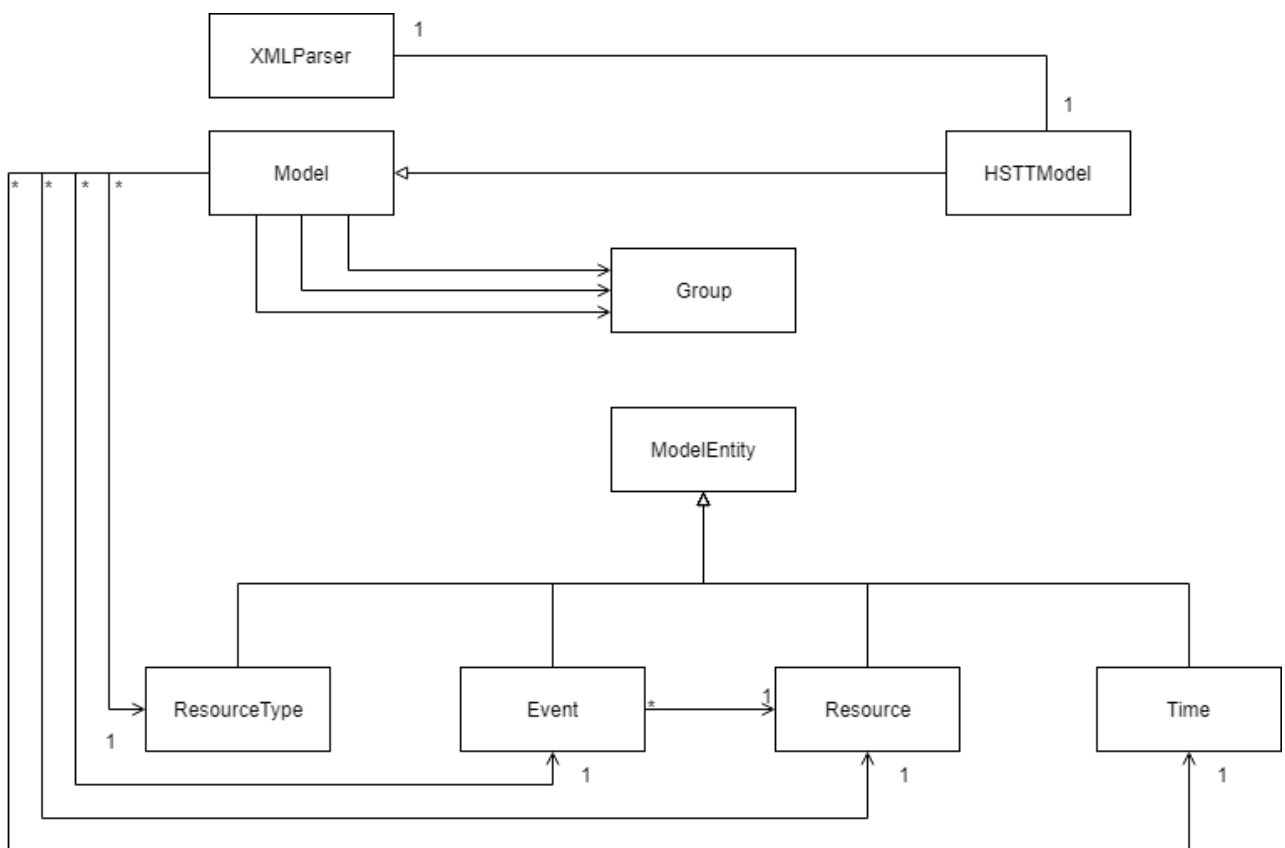 1
XMLParser
1
Model
HSTTModel
* * * *
Group
ModelEntity
ResourceType
Event
* 1
Resource
Time
1
1
1
1